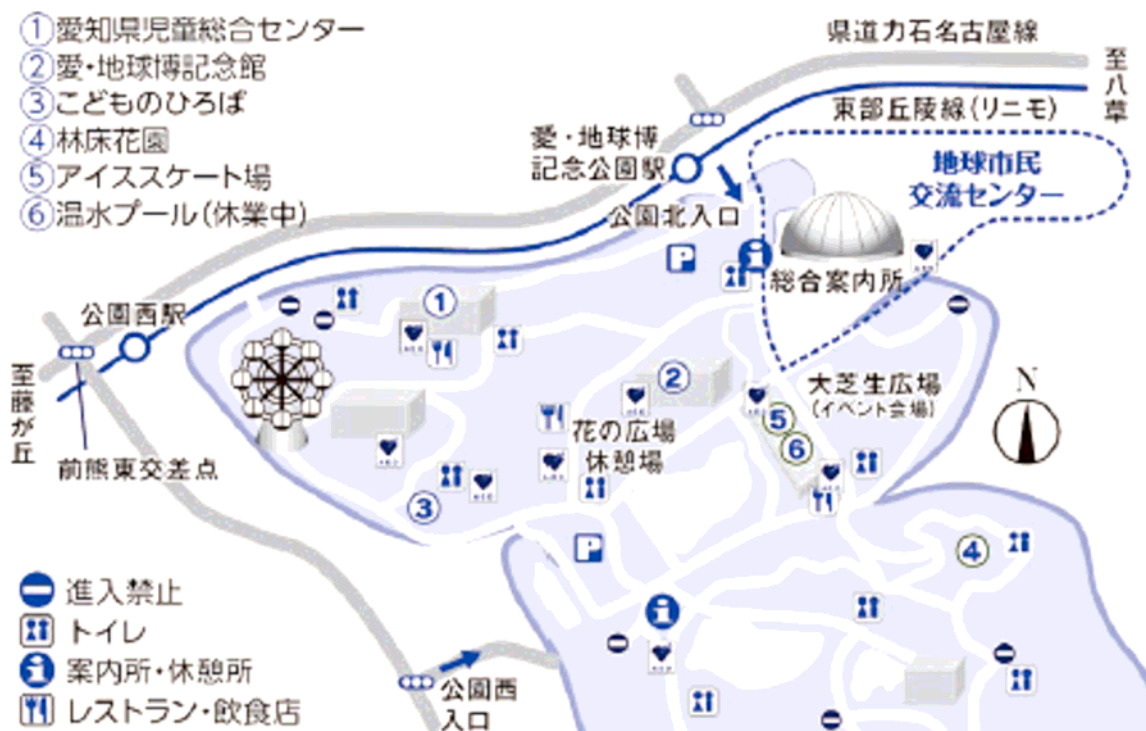 ①愛知県児童総合センター
②愛・地球博記念館
③こどものひろば
④林床花園
⑤アイススケート場
⑥温水プール(休業中)
県道力石名古屋線
至八草
東部丘陵線(リニモ)
愛・地球博
記念公園駅
地球市民
交流センター
公園北入口
P
総合案内所
公園西駅
①
②
大芝生広場
(イベント会場)
N
至藤が丘
前熊東交差点
花の広場
休憩場
⑤
⑥
③
P
④
進入禁止
トイレ
案内所・休憩所
レストラン・飲食店
公園西
入口